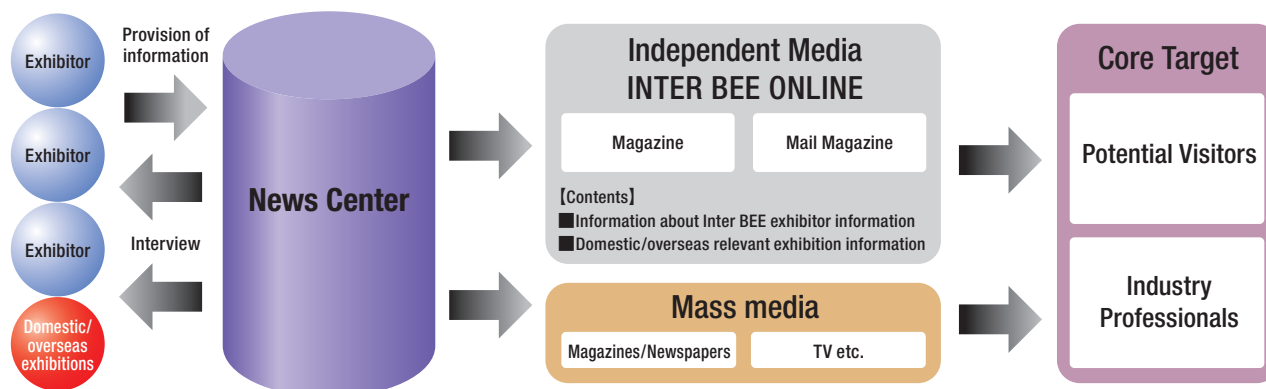 Exhibitor
Exhibitor
Exhibitor
Domestic/
overseas
exhibitions
Provision of
information
Interview
News Center
Independent Media
INTER BEE ONLINE
Magazine
Mail Magazine
【Contents】
■Information about Inter BEE exhibitor information
■Domestic/overseas relevant exhibition information
Mass media
Magazines/Newspapers
TV etc.
Core Target
Potential Visitors
Industry
Professionals